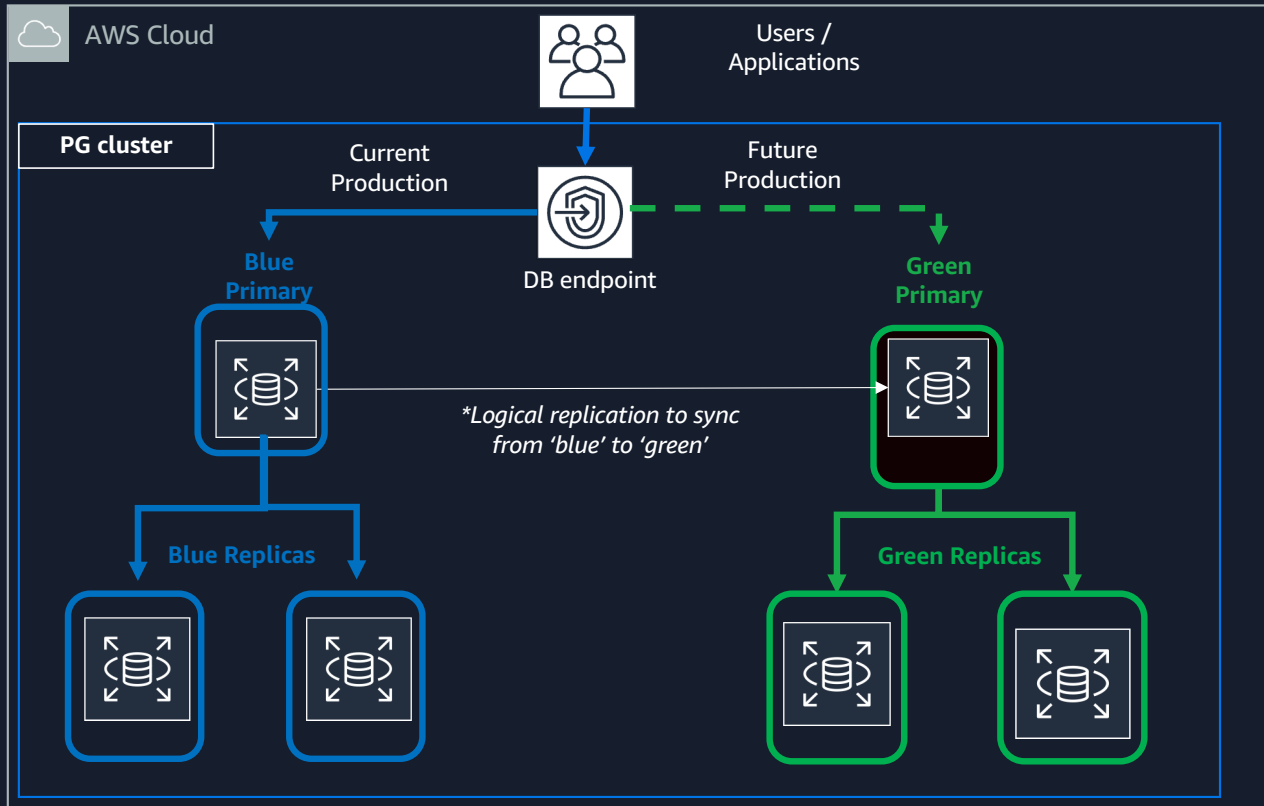 AWS Cloud
Users /
Applications
PG cluster
Current
Production
Future
Production
DB endpoint
Blue
Primary
Green
Primary
*Logical replication to sync
from ‘blue’ to ‘green’
Blue Replicas
Green Replicas